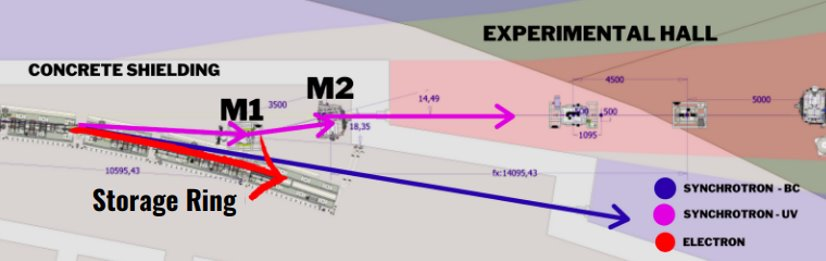 EXPERIMENTAL HALL
CONCRETE SHIELDING
M2
M1
3500
14,49
4500
5000
500
18,35
1095
10595,43
fx:14095,43
Storage Ring
SYNCHROTRON - BC
SYNCHROTRON - UV
ELECTRON